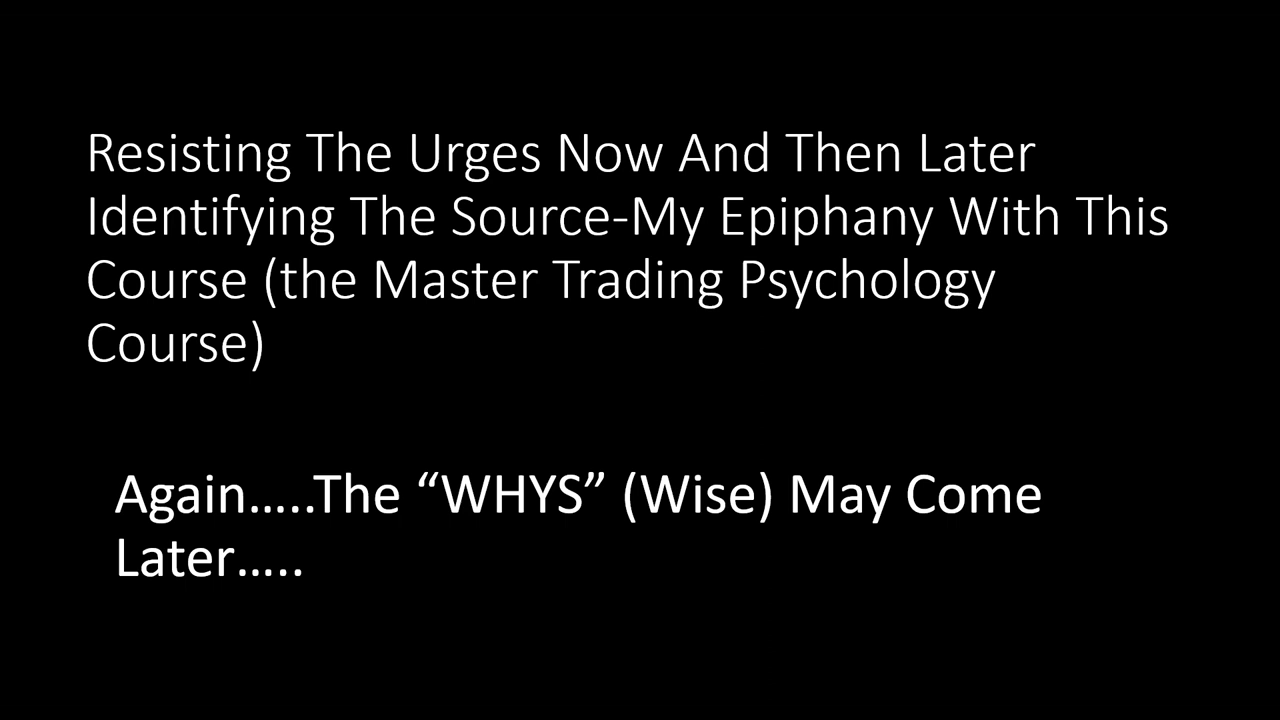 Resisting The Urges Now And Then Later
Identifying The Source-My Epiphany With This
Course (the Master Trading Psychology
Course)
Again…..The “WHYS” (Wise) May Come
Later…..